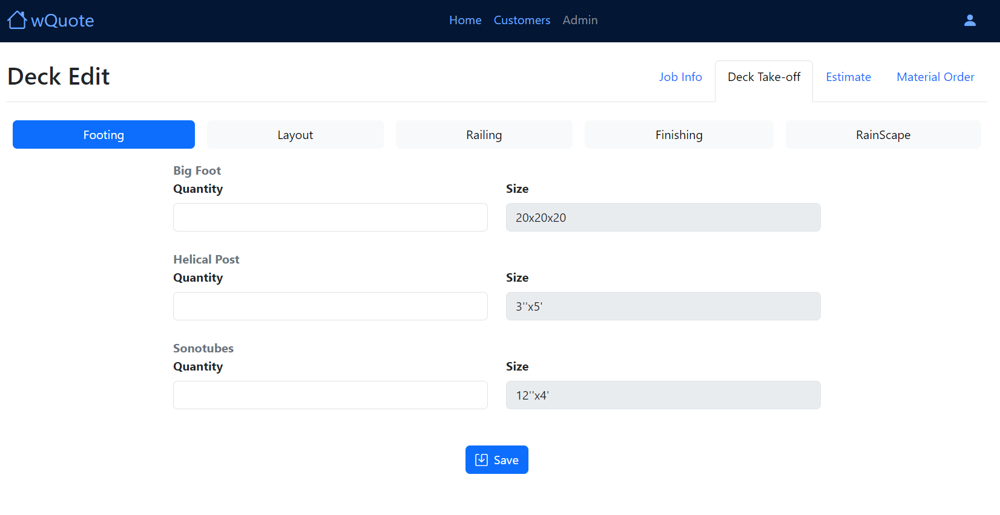 wQuote
Home Customers Admin
Deck Edit
Job Info Deck Take-off Estimate Material Order
Footing Layout Railing Finishing RainScape
Big Foot
Quantity Size
20x20x20
Helical Post
Quantity Size
3''x5'
Sonotubes
Quantity Size
12''x4'
Save